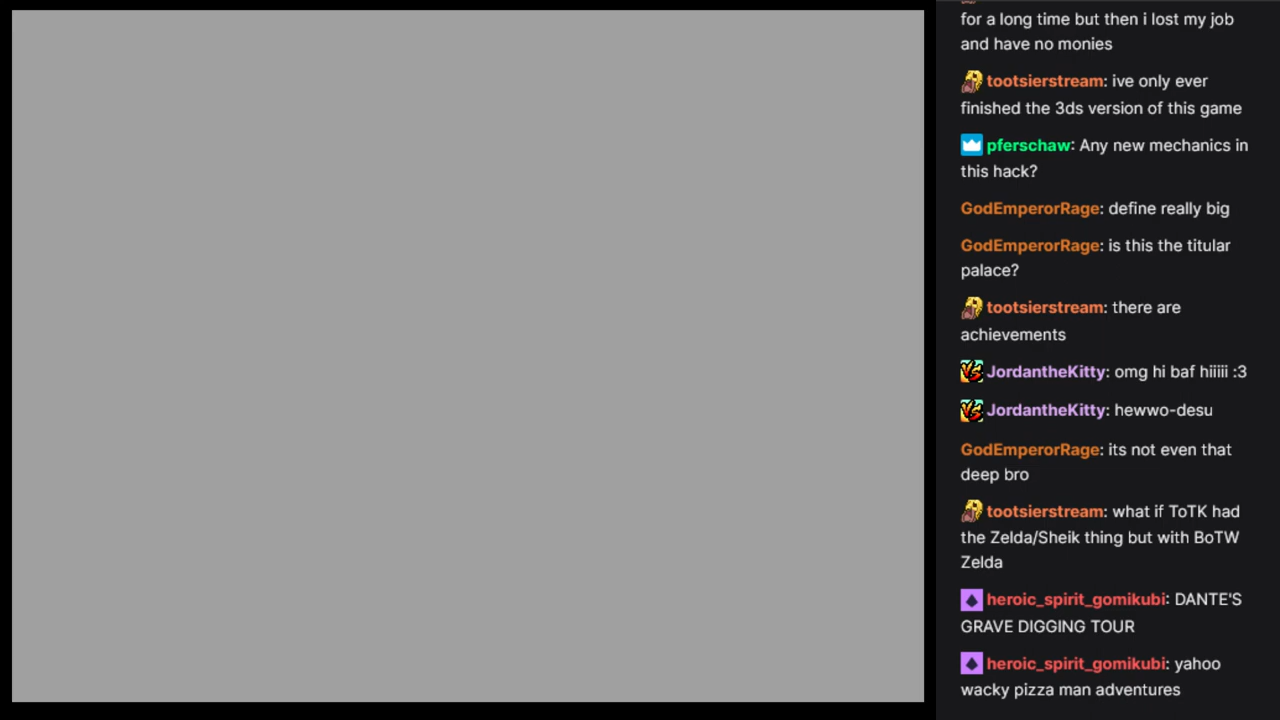 for a long time but then i lost my job
and have no monies
tootsierstream: ive only ever
finished the 3ds version of this game
pferschaw: Any new mechanics in
this hack?
GodEmperorRage: define really big
GodEmperorRage: is this the titular
palace?
tootsierstream: there are
achievements
JordantheKitty: omg hi baf hiiiii :3
JordantheKitty: hewwo-desu
GodEmperorRage: its not even that
deep bro
tootsierstream: what if ToTK had
the Zelda/Sheik thing but with BoTW
Zelda
heroic_spirit_gomikubi: DANTE'S
GRAVE DIGGING TOUR
heroic_spirit_gomikubi: yahoo
wacky pizza man adventures